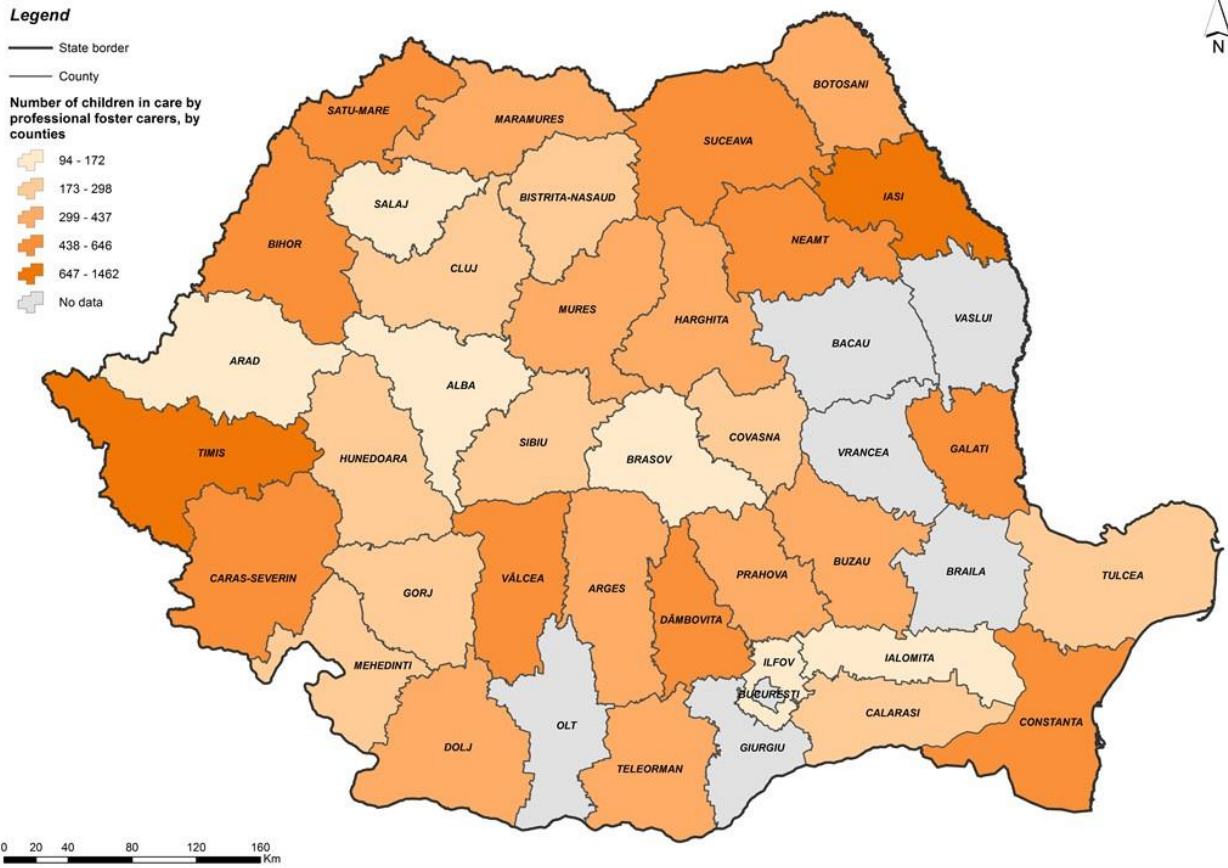 Legend
State border
County
Number of children in care by
professional foster carers, by
counties
94 - 172
173 - 298
299 - 437
438 - 646
647 - 1462
No data
N
BOTOSANI
SATU-MARE
MARAMURES
SUCEAVA
IASI
SALAJ
BISTRITA-NASAUD
BIHOR
NEAMT
CLUJ
MURES
HARGHITA
VASLUI
BACAU
ARAD
ALBA
TIMIS
HUNEDOARA
SIBIU
BRASOV
COVASNA
VRANCEA
GALATI
CARAS-SEVERIN
GORJ
VÂLCEA
ARGES
PRAHOVA
BUZAU
BRAILA
TULCEA
DÂMBOVITA
MEHEDINTI
ILFOV
IALOMITA
BUCURESTI
CALARASI
CONSTANTA
OLT
DOLJ
GIURGIU
TELEORMAN
0 20 40 80 120 160
Km